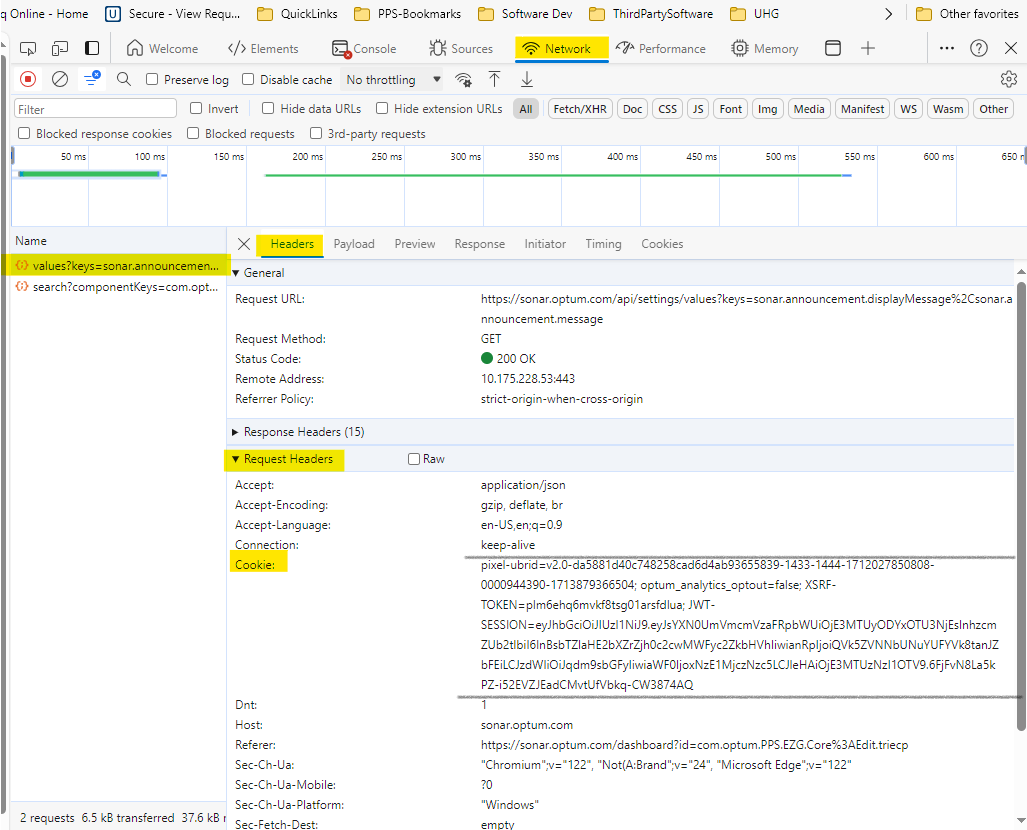 q Online - Home U Secure - View Requ... QuickLinks PPS-Bookmarks Software Dev ThirdPartySoftware UHG Other favorites
Welcome Elements Console Sources Network Performance Memory
Preserve log Disable cache No throttling
Filter Invert Hide data URLs Hide extension URLs All Fetch/XHR Doc CSS JS Font Img Media Manifest WS Wasm Other
Blocked response cookies Blocked requests 3rd-party requests
50 ms 100 ms 150 ms 200 ms 250 ms 300 ms 350 ms 400 ms 450 ms 500 ms 550 ms 600 ms 650 m
Name Headers Payload Preview Response Initiator Timing Cookies
values?keys=sonar.announcemen...
search?componentKeys=com.opt...
General
Request URL: https://sonar.optum.com/api/settings/values?keys=sonar.announcement.displayMessage%2Csonar.a
nnouncement.message
Request Method: GET
Status Code: 200 OK
Remote Address: 10.175.228.53:443
Referrer Policy: strict-origin-when-cross-origin
Response Headers (15)
Request Headers Raw
Accept: application/json
Accept-Encoding: gzip, deflate, br
Accept-Language: en-US,en;q=0.9
Connection: keep-alive
Cookie: pixel-ubrid=v2.0-da5881d40c748258cad6d4ab93655839-1433-1444-1712027850808-
0000944390-1713879366504; optum_analytics_optout=false; XSRF-
TOKEN=plm6ehq6mvkf8tsg01arsfdlua; JWT-
Dnt: 1
Host: sonar.optum.com
Referer: https://sonar.optum.com/dashboard?id=com.optum.PPS.EZG.Core%3AEdit.triecp
Sec-Ch-Ua: "Chromium";v="122", "Not(A:Brand";v="24", "Microsoft Edge";v="122"
Sec-Ch-Ua-Mobile: ?0
Sec-Ch-Ua-Platform: "Windows"
Sec-Fetch-Dest: empty
2 requests 6.5 kB transferred 37.6 kB r